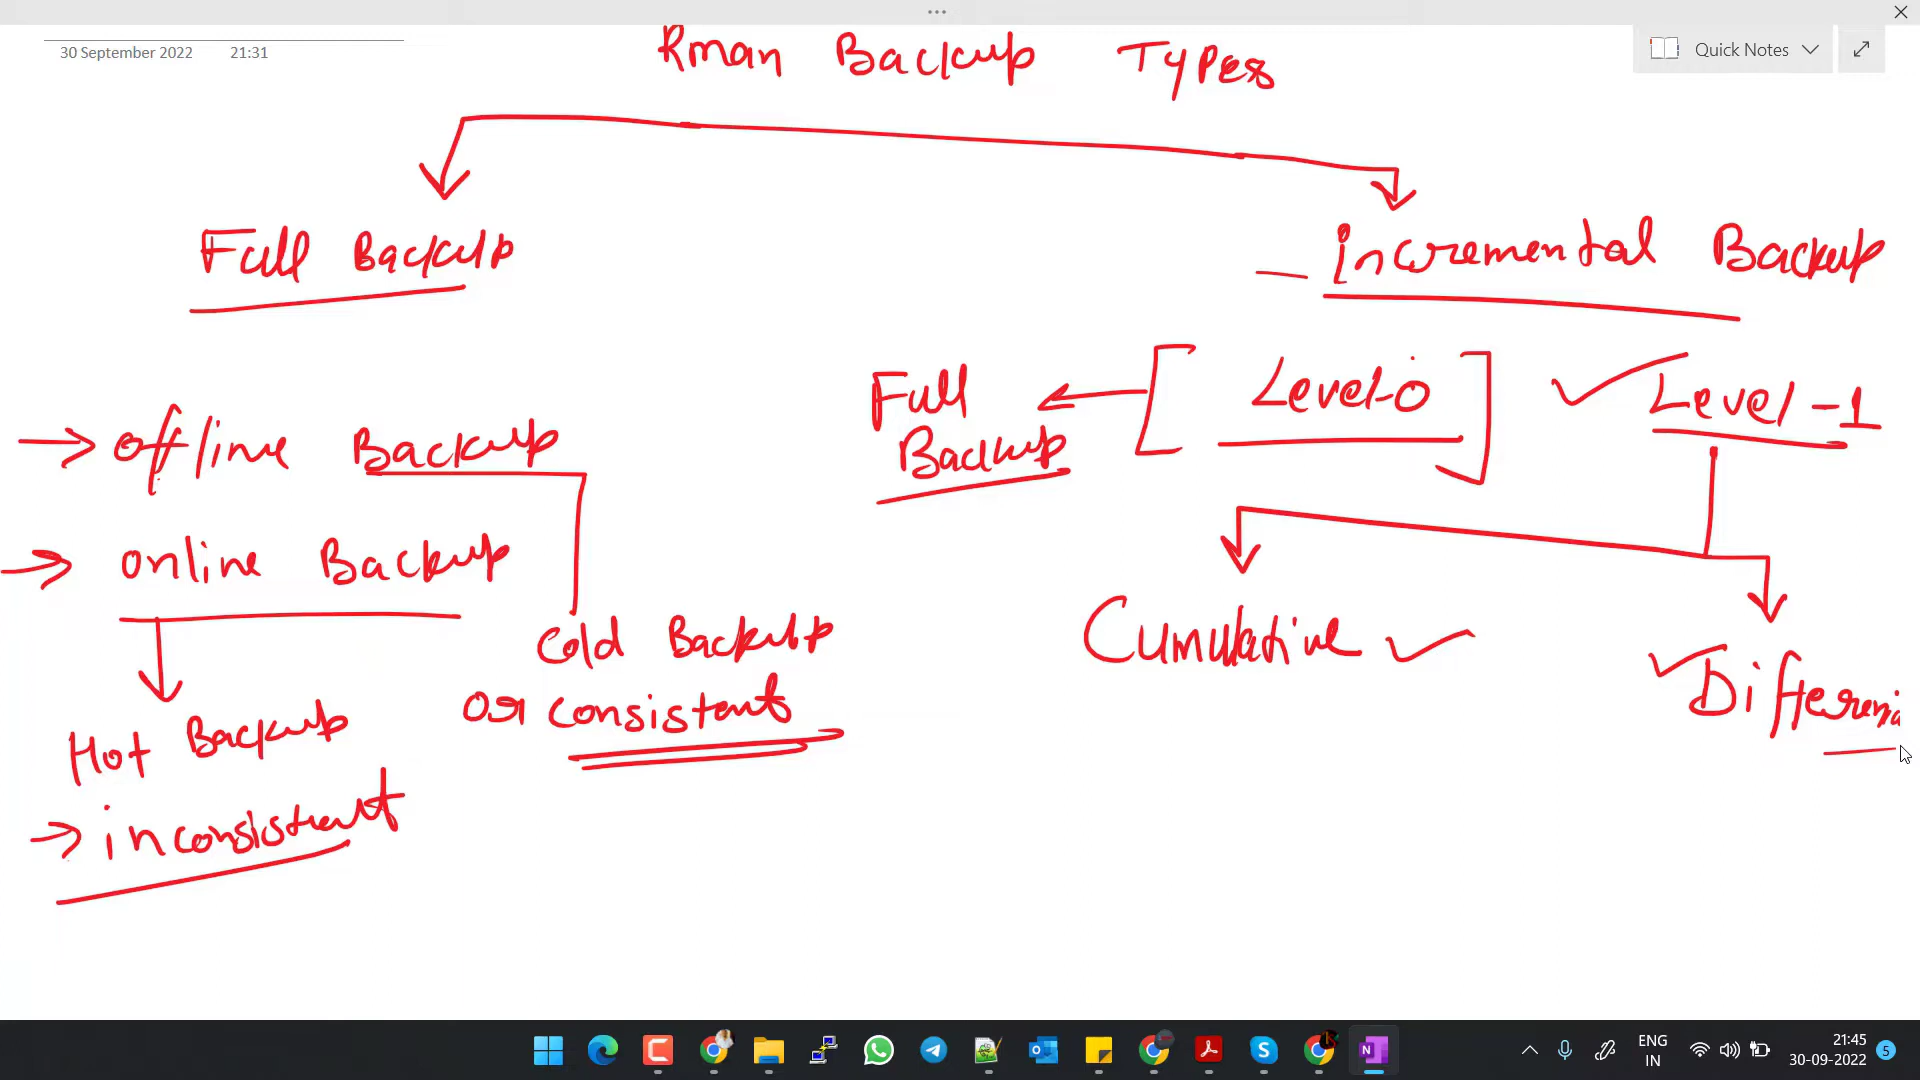 30 September 2022 21:31
Quick Notes
Rman Backup Types
Full Backup
Incremental Backup
Full
Backup
Level-0
Level-1
Offline Backup
Online Backup
Cold Backup
or consistent
Hot Backup
inconsistent
Cumulative
Differenia
ENG
IN
21:45
30-09-2022
5